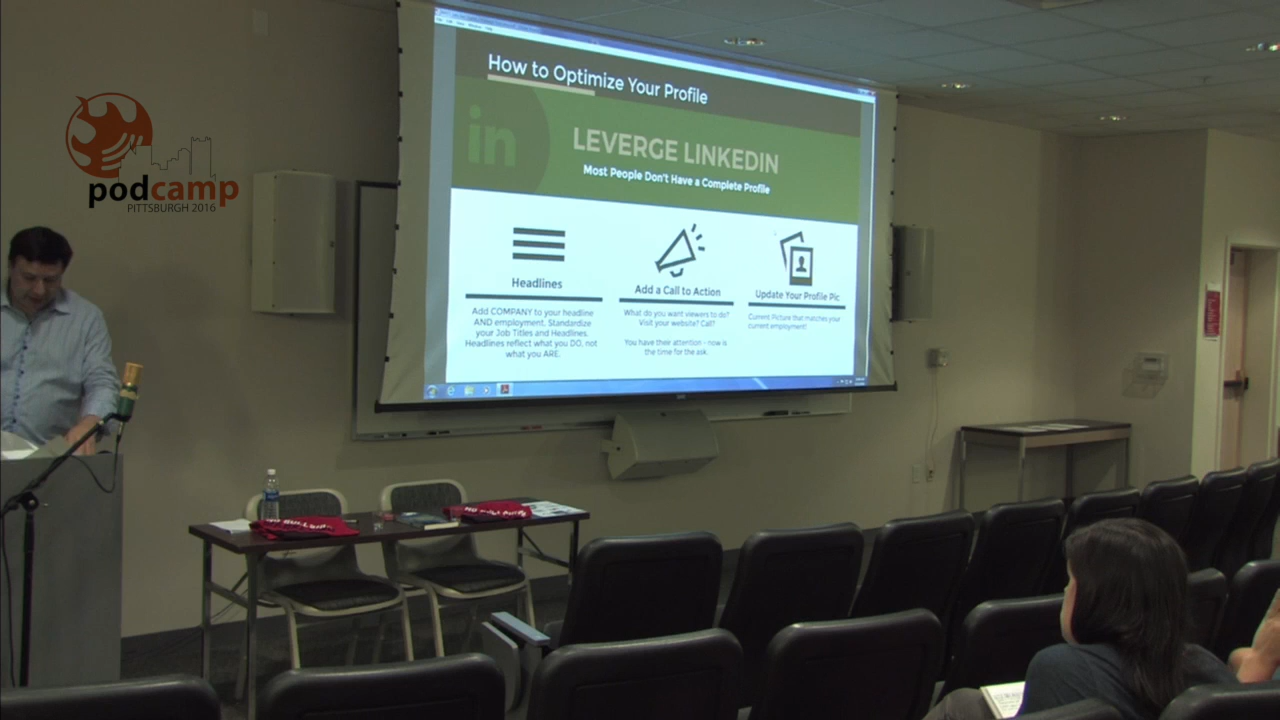 How to Optimize Your Profile
in
LEVERGE LINKEDIN
Most People Don't Have a Complete Profile
Headlines
Add COMPANY to your headline
AND employment. Standardize
your Job Titles and Headlines.
Headlines reflect what you DO, not
what you ARE.
Add a Call to Action
What do you want viewers to do?
Visit your website? Call?
You have their attention - now is
the time for the ask.
Update Your Profile Pic
Current Picture that matches your
current employment!
podcamp
PITTSBURGH 2016